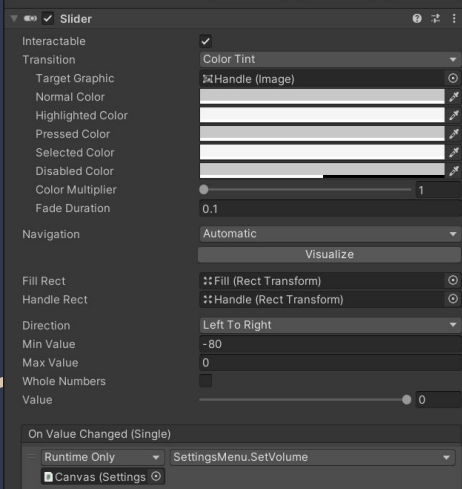 Slider
Interactable
Transition Color Tint
Target Graphic Handle (Image)
Normal Color
Highlighted Color
Pressed Color
Selected Color
Disabled Color
Color Multiplier 1
Fade Duration 0.1
Navigation Automatic
Visualize
Fill Rect Fill (Rect Transform)
Handle Rect Handle (Rect Transform)
Direction Left To Right
Min Value -80
Max Value 0
Whole Numbers
Value 0
On Value Changed (Single)
Runtime Only SettingsMenu.SetVolume
Canvas (Settings